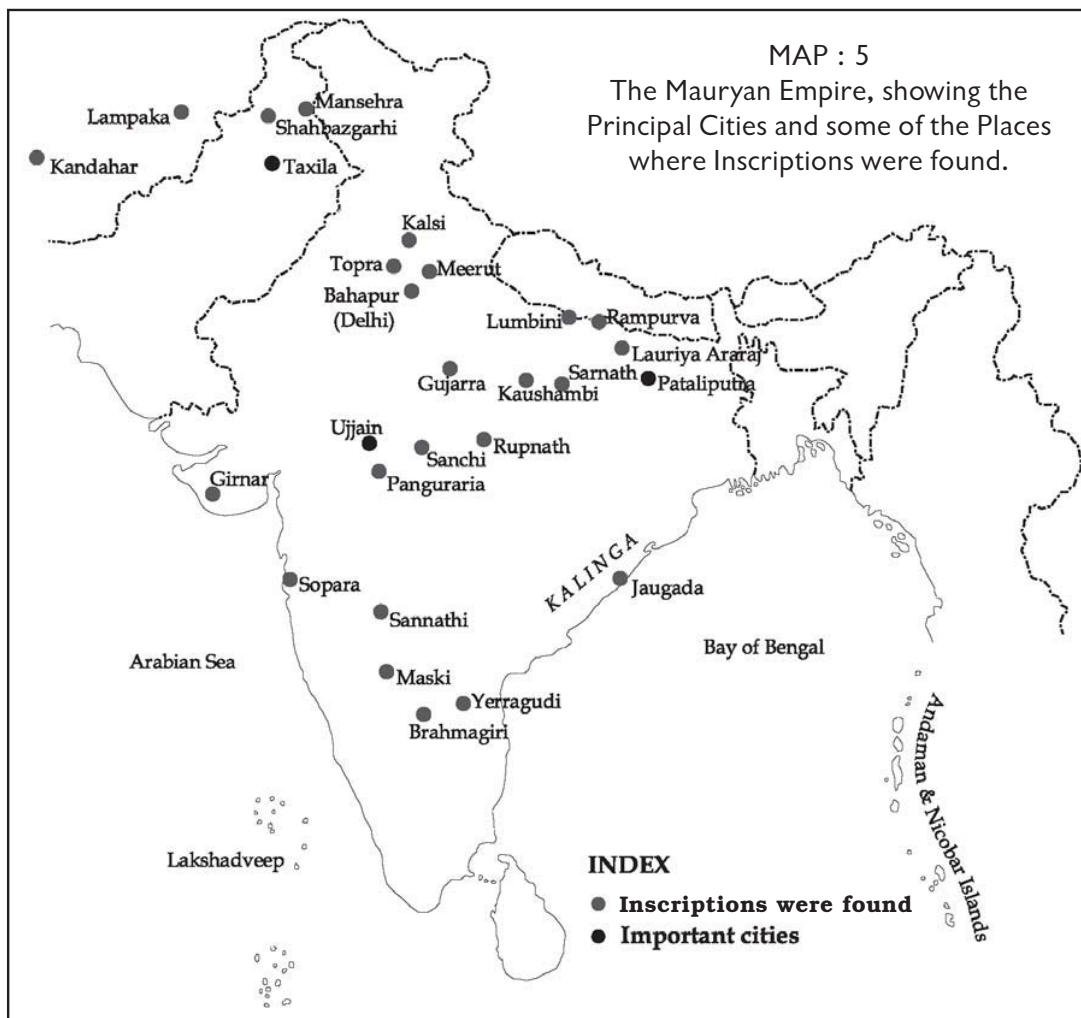 MAP : 5
The Mauryan Empire, showing the
Principal Cities and some of the Places
where Inscriptions were found.
Lampaka
Mansehra
Shahbazgarhi
Kandahar
Taxila
Kalsi
Topra
Meerut
Bahapur
(Delhi)
Lumbini
Rampurva
Lauriya Araraj
Gujarra
Sarnath
Kaushambi
Pataliputra
Ujjain
Sanchi
Rupnath
Panguraria
Girnar
KALINGA
Sopara
Jaugada
Sannathi
Arabian Sea
Bay of Bengal
Maski
Yerragudi
Brahmagiri
Andaman & Nicobar Islands
Lakshadweep
INDEX
Inscriptions were found
Important cities